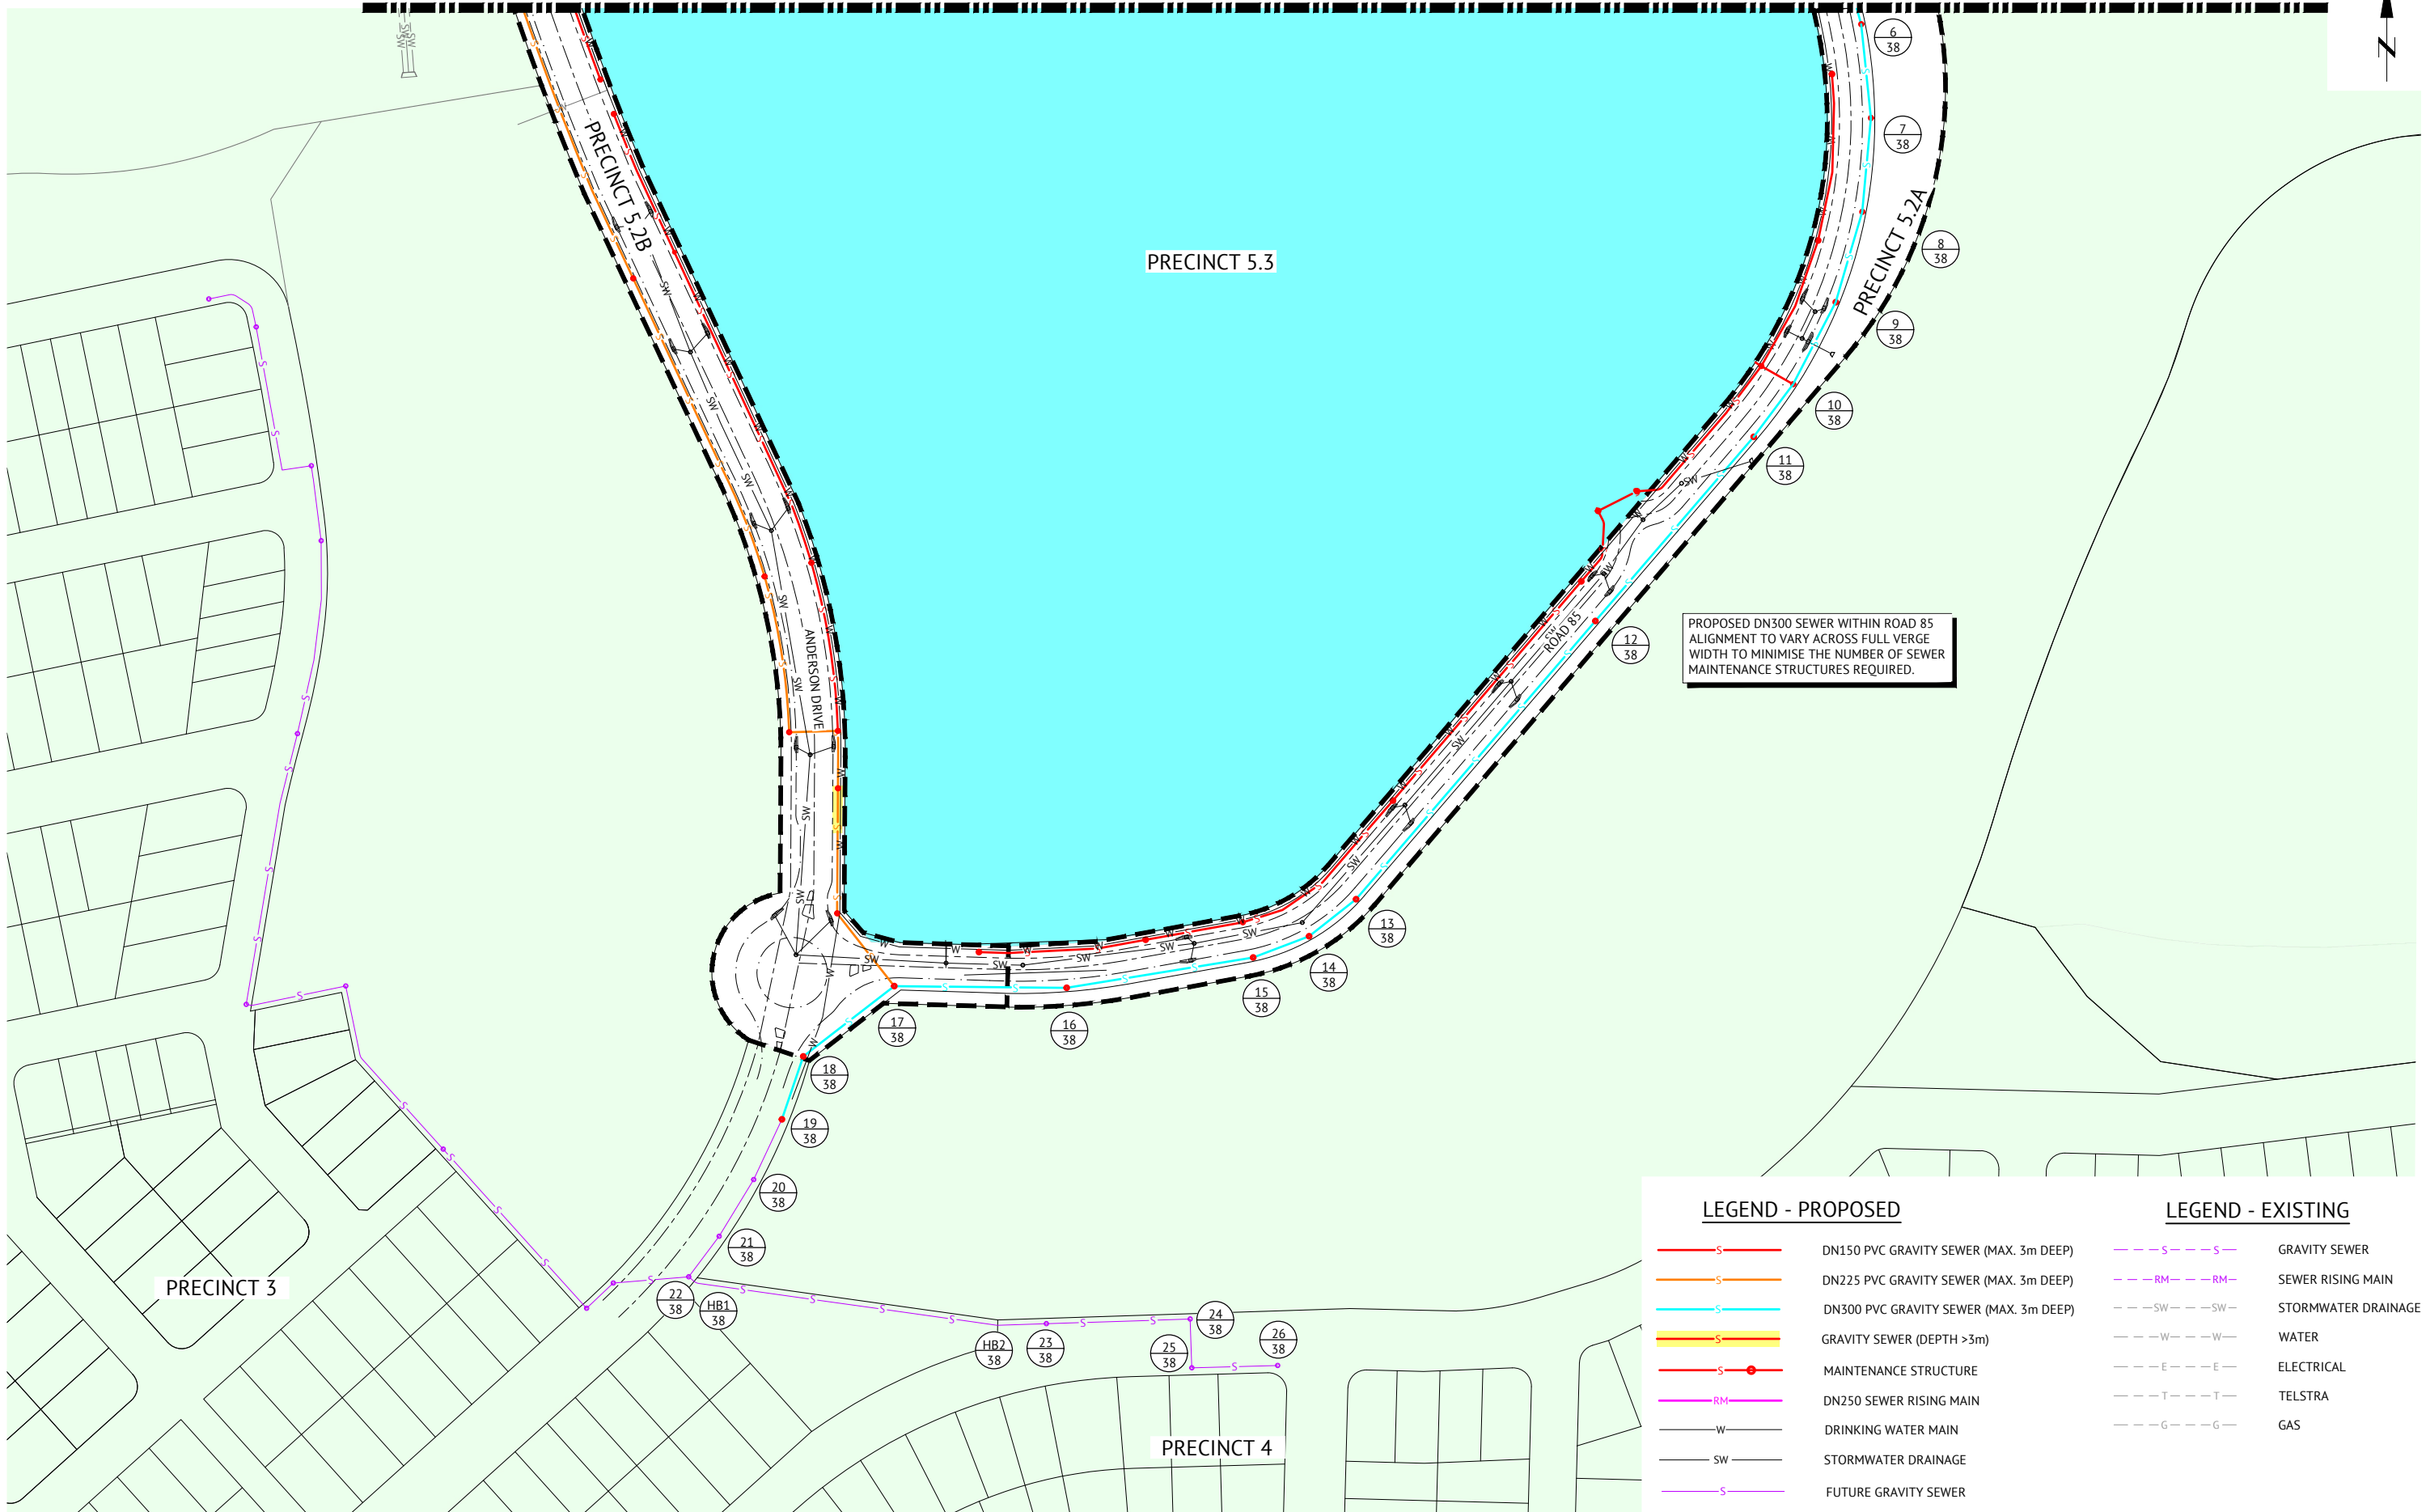 N
6
38
7
38
8
38
9
38
10
38
11
38
12
38
13
38
14
38
15
38
16
38
17
38
18
38
19
38
20
38
21
38
22
38
HB1
38
HB2
38
23
38
24
38
25
38
26
38
PRECINCT 5.2B
PRECINCT 5.3
PRECINCT 5.2A
ANDERSON DRIVE
ROAD 85
PROPOSED DN300 SEWER WITHIN ROAD 85
ALIGNMENT TO VARY ACROSS FULL VERGE
WIDTH TO MINIMISE THE NUMBER OF SEWER
MAINTENANCE STRUCTURES REQUIRED.
PRECINCT 3
PRECINCT 4
LEGEND - PROPOSED
S DN150 PVC GRAVITY SEWER (MAX. 3m DEEP)
S DN225 PVC GRAVITY SEWER (MAX. 3m DEEP)
S DN300 PVC GRAVITY SEWER (MAX. 3m DEEP)
S GRAVITY SEWER (DEPTH >3m)
S MAINTENANCE STRUCTURE
RM DN250 SEWER RISING MAIN
W DRINKING WATER MAIN
SW STORMWATER DRAINAGE
S FUTURE GRAVITY SEWER
LEGEND - EXISTING
S S GRAVITY SEWER
RM RM SEWER RISING MAIN
SW SW STORMWATER DRAINAGE
W W WATER
E E ELECTRICAL
T T TELSTRA
G G GAS